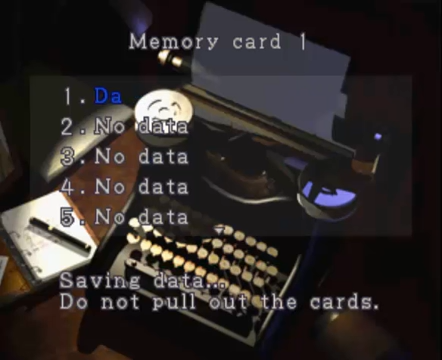 Memory card 1
1. Da
2. No data
3. No data
4. No data
5. No data
Saving data...
Do not pull out the cards.